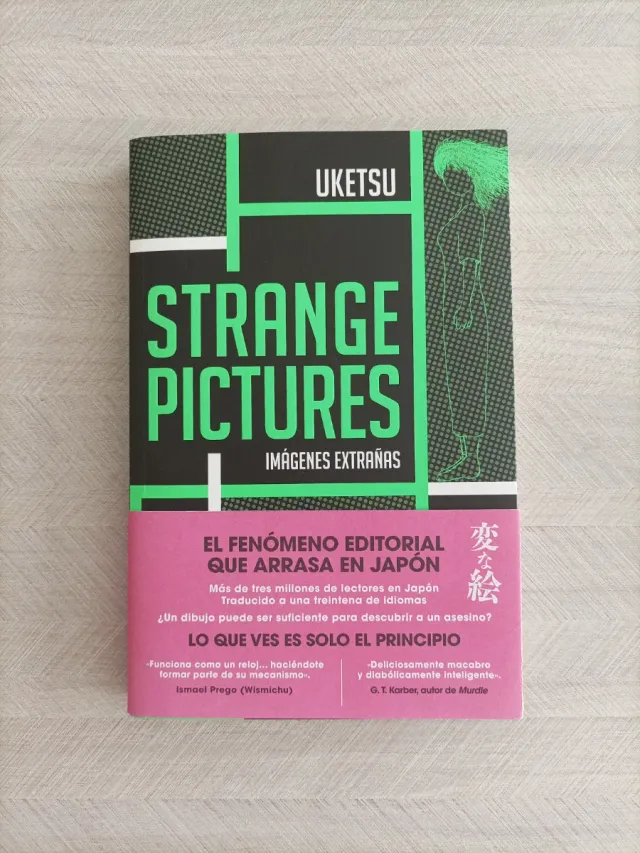 UKETSU
STRANGE
PICTURES
IMÁGENES EXTRAÑAS
EL FENÓMENO EDITORIAL
QUE ARRASA EN JAPÓN
変な絵
Más de tres millones de lectores en Japón
Traducido a una treintena de idiomas
¿Un dibujo puede ser suficiente para descubrir a un asesino?
LO QUE VES ES SOLO EL PRINCIPIO
«Funciona como un reloj... haciéndote
formar parte de su mecanismo».
Ismael Prego (Wismichu)
«Deliciosamente macabro
y diabólicamente inteligente».
G. T. Karber, autor de Murdle